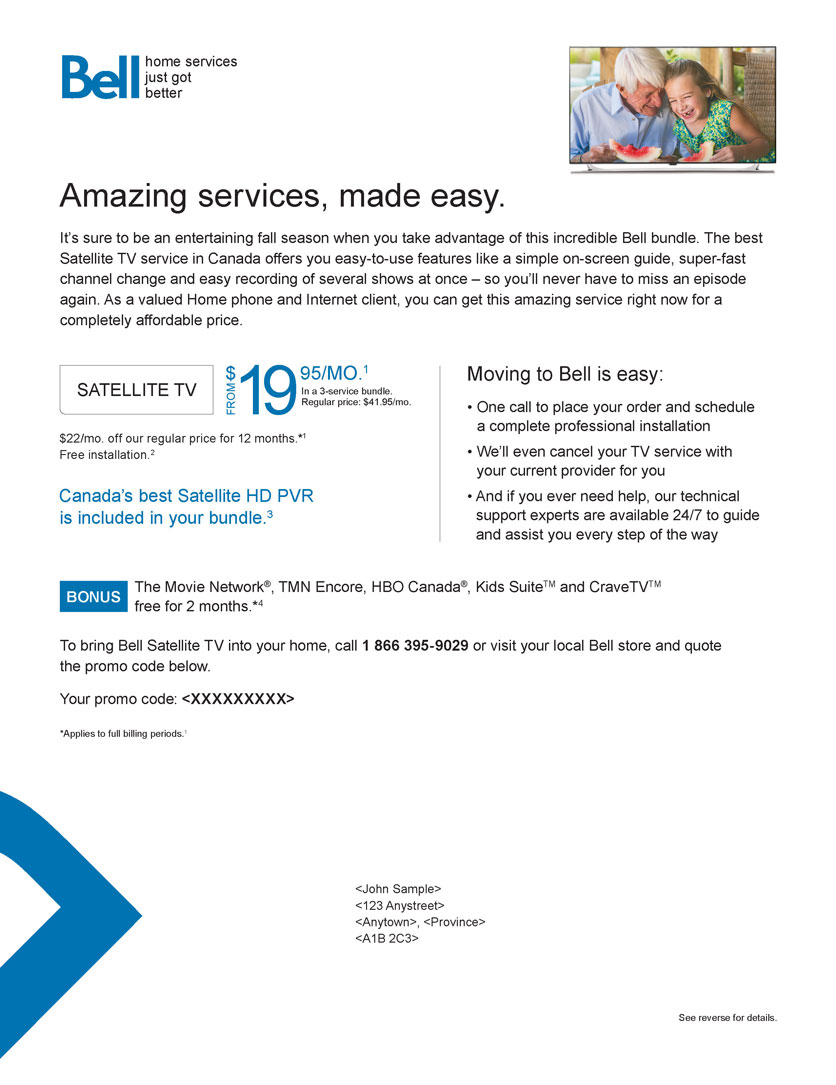 Bell
home services
just got
better
Amazing services, made easy.
It’s sure to be an entertaining fall season when you take advantage of this incredible Bell bundle. The best
Satellite TV service in Canada offers you easy-to-use features like a simple on-screen guide, super-fast
channel change and easy recording of several shows at once – so you’ll never have to miss an episode
again. As a valued Home phone and Internet client, you can get this amazing service right now for a
completely affordable price.
SATELLITE TV
FROM $19 95/MO.¹
In a 3-service bundle.
Regular price: $41.95/mo.
$22/mo. off our regular price for 12 months.*¹
Free installation.²
Canada’s best Satellite HD PVR
is included in your bundle.³
Moving to Bell is easy:
• One call to place your order and schedule
a complete professional installation
• We’ll even cancel your TV service with
your current provider for you
• And if you ever need help, our technical
support experts are available 24/7 to guide
and assist you every step of the way
BONUS
The Movie Network®, TMN Encore, HBO Canada®, Kids Suite™ and CraveTV™
free for 2 months.*⁴
To bring Bell Satellite TV into your home, call 1 866 395-9029 or visit your local Bell store and quote
the promo code below.
Your promo code: <XXXXXXXXX>
*Applies to full billing periods.¹
<John Sample>
<123 Anystreet>
<Anytown>, <Province>
<A1B 2C3>
See reverse for details.